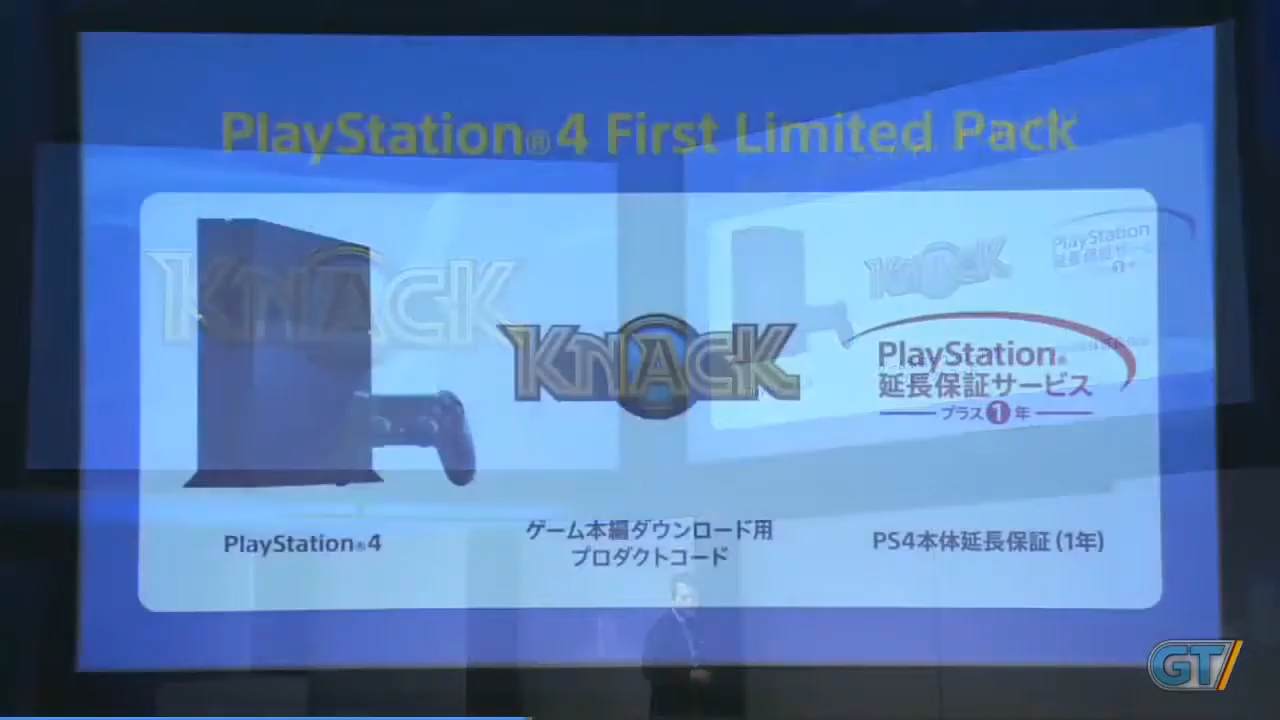 PlayStation®4 First Limited Pack
KNACK
KNACK
PlayStation
KNACK
PlayStation®
延長保証サービス
プラス1年
PlayStation®4
ゲーム本編ダウンロード用
プロダクトコード
PS4本体延長保証(1年)
GT